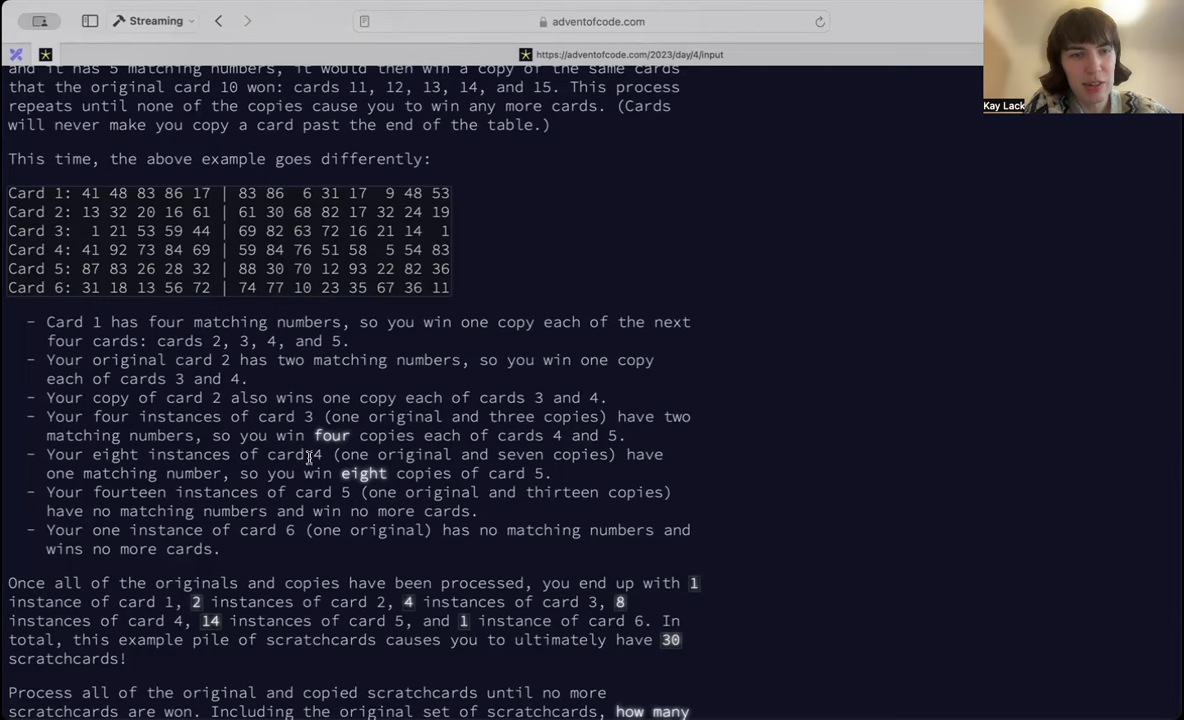 Streaming
adventofcode.com
https://adventofcode.com/2023/day/4/input
Kay Lack
and it has 5 matching numbers, it would then win a copy of the same cards
that the original card 10 won: cards 11, 12, 13, 14, and 15. This process
repeats until none of the copies cause you to win any more cards. (Cards
will never make you copy a card past the end of the table.)
This time, the above example goes differently:
Card 1: 41 48 83 86 17 | 83 86  6 31 17  9 48 53
Card 2: 13 32 20 16 61 | 61 30 68 82 17 32 24 19
Card 3:  1 21 53 59 44 | 69 82 63 72 16 21 14  1
Card 4: 41 92 73 84 69 | 59 84 76 51 58  5 54 83
Card 5: 87 83 26 28 32 | 88 30 70 12 93 22 82 36
Card 6: 31 18 13 56 72 | 74 77 10 23 35 67 36 11
- Card 1 has four matching numbers, so you win one copy each of the next
four cards: cards 2, 3, 4, and 5.
- Your original card 2 has two matching numbers, so you win one copy
each of cards 3 and 4.
- Your copy of card 2 also wins one copy each of cards 3 and 4.
- Your four instances of card 3 (one original and three copies) have two
matching numbers, so you win four copies each of cards 4 and 5.
- Your eight instances of card 4 (one original and seven copies) have
one matching number, so you win eight copies of card 5.
- Your fourteen instances of card 5 (one original and thirteen copies)
have no matching numbers and win no more cards.
- Your one instance of card 6 (one original) has no matching numbers and
wins no more cards.
Once all of the originals and copies have been processed, you end up with 1
instance of card 1, 2 instances of card 2, 4 instances of card 3, 8
instances of card 4, 14 instances of card 5, and 1 instance of card 6. In
total, this example pile of scratchcards causes you to ultimately have 30
scratchcards!
Process all of the original and copied scratchcards until no more
scratchcards are won. Including the original set of scratchcards, how many